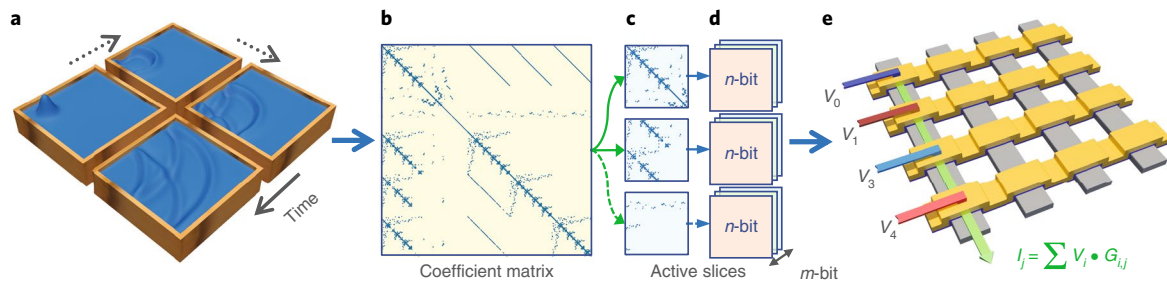 a
b
c
d
e
Time
n-bit
n-bit
n-bit
V₀
V₁
V₃
V₄
Coefficient matrix
Active slices
m-bit
Iⱼ = ∑ Vᵢ • Gᵢ,ⱼ